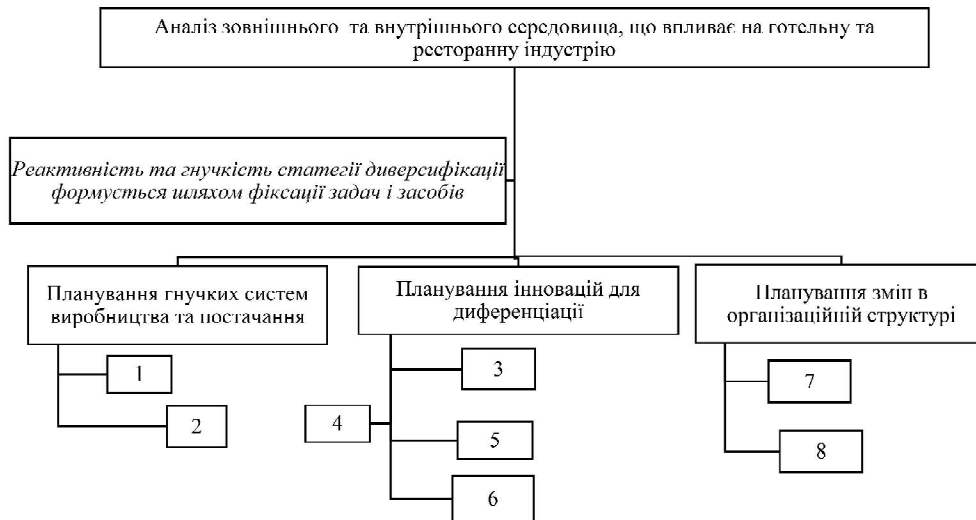 Аналіз зовнішнього та внутрішнього середовища, що впливає на готельну та
ресторанну індустрію
Реактивність та гнучкість статегії диверсифікації
формується шляхом фіксації задач і засобів
Планування гнучких систем
виробництва та постачання
Планування інновацій для
диференціації
Планування змін в
організаційній структурі
1
2
3
4
5
6
7
8